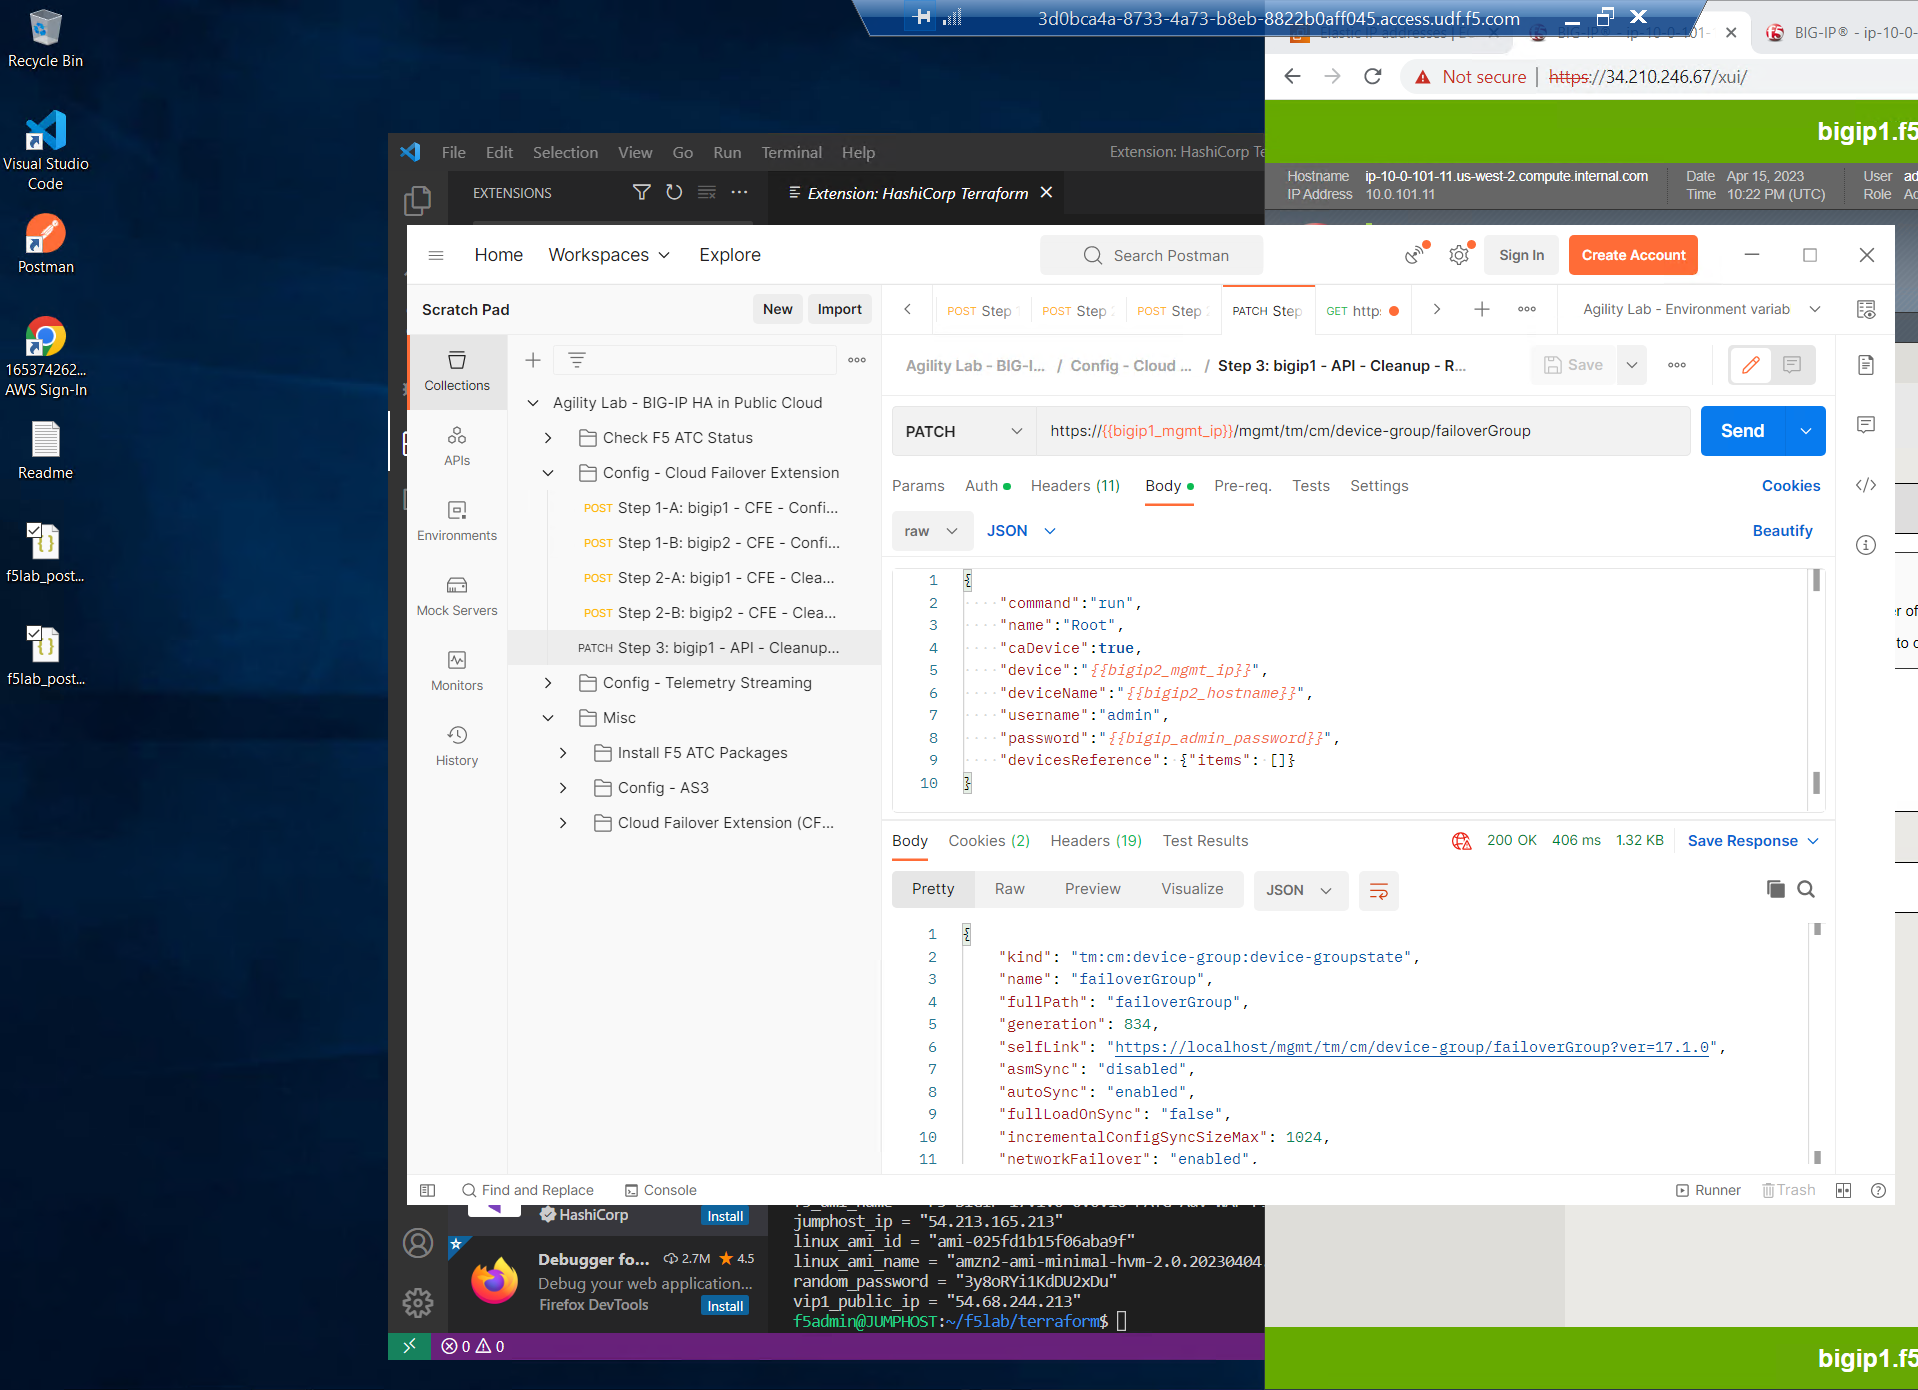 Recycle Bin
Visual Studio
Code
Postman
165374262...
AWS Sign-In
Readme
f5lab_post...
f5lab_post...
3d0bca4a-8733-4a73-b8eb-8822b0aff045.access.udf.f5.com
Elastic IP addresses | E
BIG-IP® - ip-10-0-101-
BIG-IP® - ip-10-0-
Not secure | https://34.210.246.67/xui/
bigip1.f5
Hostname ip-10-0-101-11.us-west-2.compute.internal.com
IP Address 10.0.101.11
Date Apr 15, 2023
Time 10:22 PM (UTC)
User ad
Role Ac
File Edit Selection View Go Run Terminal Help
Extension: HashiCorp Te
EXTENSIONS
Extension: HashiCorp Terraform
Home Workspaces Explore
Search Postman
Sign In
Create Account
Scratch Pad
New
Import
POST Step
POST Step
POST Step
PATCH Step
GET http:
Agility Lab - Environment variab
Collections
APIs
Environments
Mock Servers
Monitors
History
Agility Lab - BIG-IP HA in Public Cloud
Check F5 ATC Status
Config - Cloud Failover Extension
POST Step 1-A: bigip1 - CFE - Confi...
POST Step 1-B: bigip2 - CFE - Confi...
POST Step 2-A: bigip1 - CFE - Clea...
POST Step 2-B: bigip2 - CFE - Clea...
PATCH Step 3: bigip1 - API - Cleanup...
Config - Telemetry Streaming
Misc
Install F5 ATC Packages
Config - AS3
Cloud Failover Extension (CF...
Agility Lab - BIG-I... / Config - Cloud ... / Step 3: bigip1 - API - Cleanup - R...
Save
PATCH
https://{{bigip1_mgmt_ip}}/mgmt/tm/cm/device-group/failoverGroup
Send
Params Auth Headers (11) Body Pre-req. Tests Settings
Cookies
raw
JSON
Beautify
1 {
2 "command":"run",
3 "name":"Root",
4 "caDevice":true,
5 "device":"{{bigip2_mgmt_ip}}",
6 "deviceName":"{{bigip2_hostname}}",
7 "username":"admin",
8 "password":"{{bigip_admin_password}}",
9 "devicesReference": {"items": []}
10 }
Body Cookies (2) Headers (19) Test Results
200 OK 406 ms 1.32 KB
Save Response
Pretty Raw Preview Visualize
JSON
1 {
2 "kind": "tm:cm:device-group:device-groupstate",
3 "name": "failoverGroup",
4 "fullPath": "failoverGroup",
5 "generation": 834,
6 "selfLink": "https://localhost/mgmt/tm/cm/device-group/failoverGroup?ver=17.1.0",
7 "asmSync": "disabled",
8 "autoSync": "enabled",
9 "fullLoadOnSync": "false",
10 "incrementalConfigSyncSizeMax": 1024,
11 "networkFailover": "enabled",
Find and Replace
Console
Runner
Trash
r of
to c
HashiCorp
Install
Debugger fo... 2.7M 4.5
Debug your web application...
Firefox DevTools
Install
jumphost_ip = "54.213.165.213"
linux_ami_id = "ami-025fd1b15f06aba9f"
linux_ami_name = "amzn2-ami-minimal-hvm-2.0.20230404.
random_password = "3y8oRYi1KdDU2xDu"
vip1_public_ip = "54.68.244.213"
f5admin@JUMPHOST:~/f5lab/terraform$
0 0
bigip1.f5